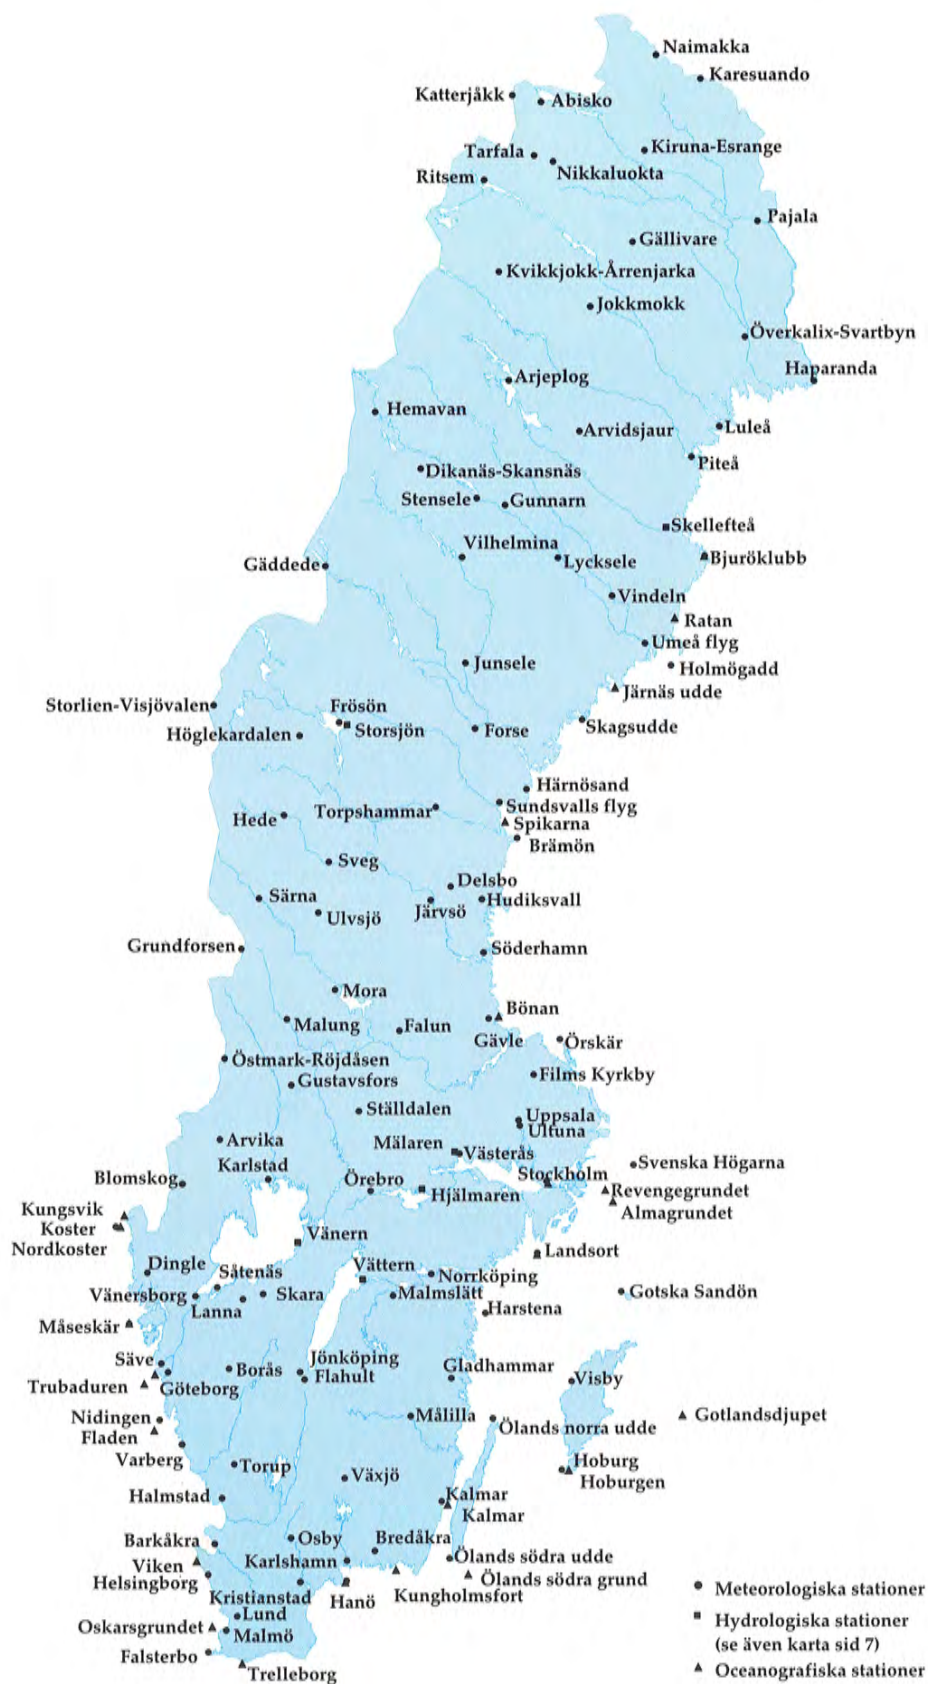 Naimakka
Karesuando
Katterjåkk
Abisko
Kiruna-Esrange
Tarfala
Nikkaluokta
Ritsem
Pajala
Gällivare
Kvikkjokk-Årrenjarka
Jokkmokk
Överkalix-Svartbyn
Haparanda
Arjeplog
Hemavan
Luleå
Arvidsjaur
Piteå
Dikanäs-Skansnäs
Stensele
Gunnarn
Skellefteå
Vilhelmina
Lycksele
Bjuröklubb
Gäddede
Vindeln
Ratan
Umeå flyg
Junsele
Holmögadd
Järnäs udde
Storlien-Visjövalen
Frösön
Storsjön
Forse
Skagsudde
Höglekardalen
Härnösand
Sundsvalls flyg
Torpshammar
Hede
Spikarna
Brämön
Sveg
Delsbo
Särna
Järvsö
Hudiksvall
Ulvsjö
Grundforsen
Söderhamn
Mora
Bönan
Malung
Falun
Gävle
Örskär
Östmark-Röjdåsen
Films Kyrkby
Gustavsfors
Ställdalen
Uppsala
Ultuna
Arvika
Mälaren
Västerås
Svenska Högarna
Karlstad
Stockholm
Blomskog
Örebro
Hjälmaren
Revengegrundet
Almagrundet
Kungsvik
Koster
Nordkoster
Vänern
Landsort
Dingle
Såtenäs
Vättern
Norrköping
Vänersborg
Lanna
Skara
Malmslätt
Gotska Sandön
Harstena
Måseskär
Säve
Borås
Jönköping
Flahult
Gladhammar
Visby
Trubaduren
Göteborg
Nidingen
Målilla
Ölands norra udde
Gotlandsdjupet
Fladen
Varberg
Torup
Växjö
Hoburg
Hoburgen
Halmstad
Kalmar
Kalmar
Barkåkra
Osby
Bredåkra
Viken
Karlshamn
Ölands södra udde
Helsingborg
Kristianstad
Hanö
Kungholmsfort
Ölands södra grund
Lund
Oskarsgrundet
Malmö
Falsterbo
Trelleborg
Meteorologiska stationer
Hydrologiska stationer
(se även karta sid 7)
Oceanografiska stationer